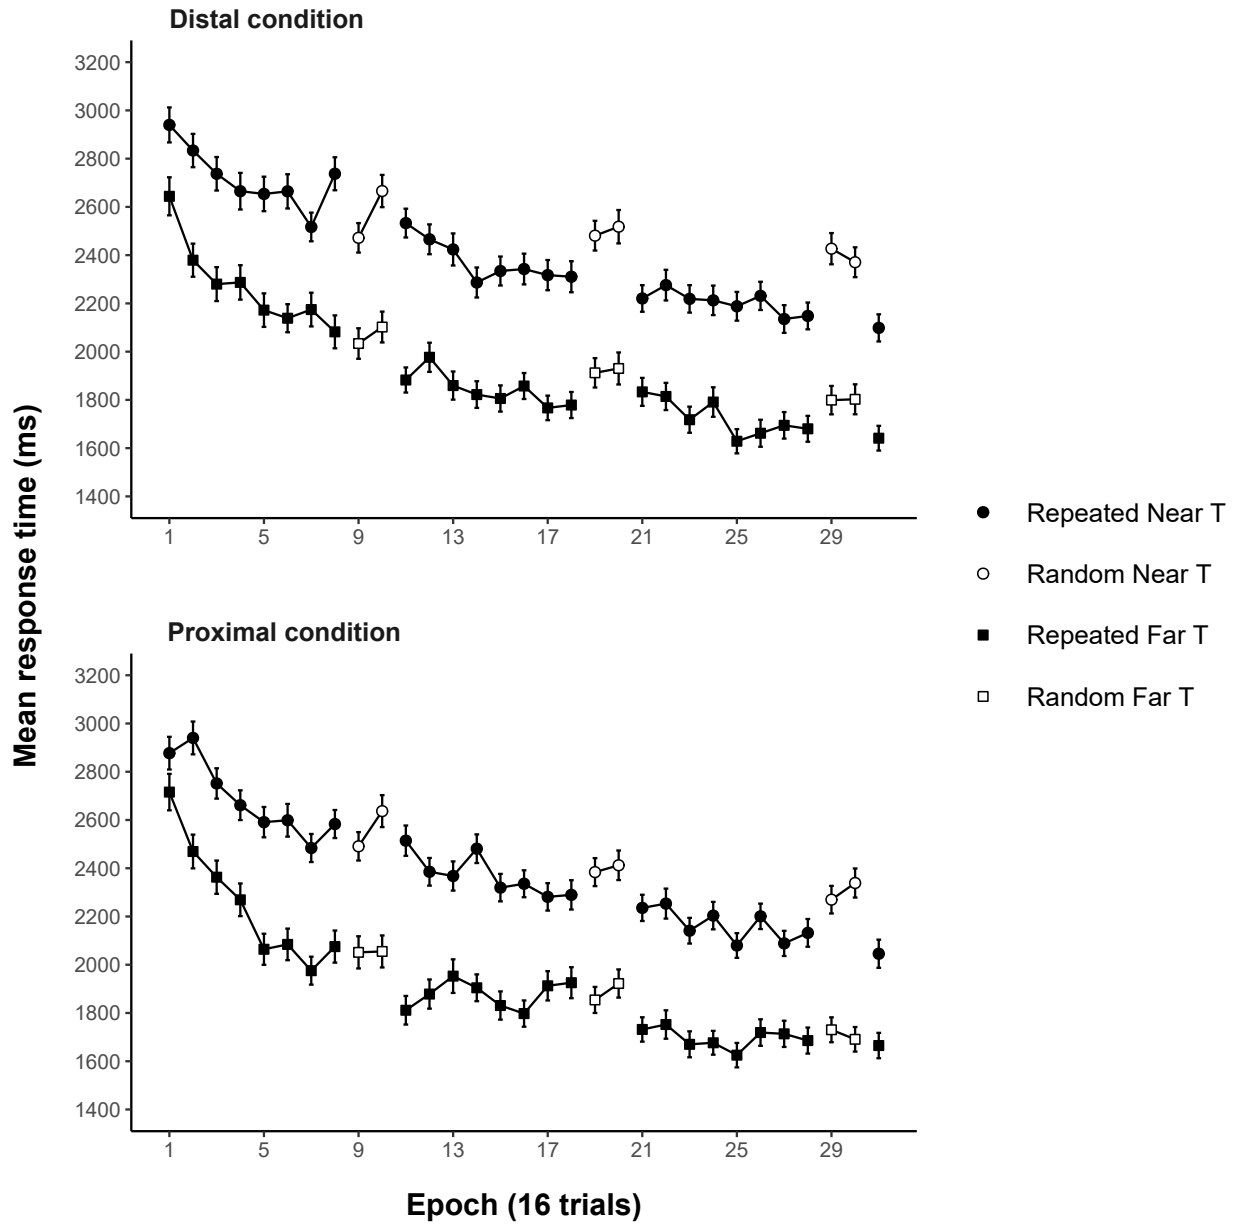 Distal condition
3200
3000
2800
2600
2400
2200
2000
1800
1600
1400
1 5 9 13 17 21 25 29
Mean response time (ms)
Repeated Near T
Random Near T
Repeated Far T
Random Far T
Proximal condition
3200
3000
2800
2600
2400
2200
2000
1800
1600
1400
1 5 9 13 17 21 25 29
Epoch (16 trials)